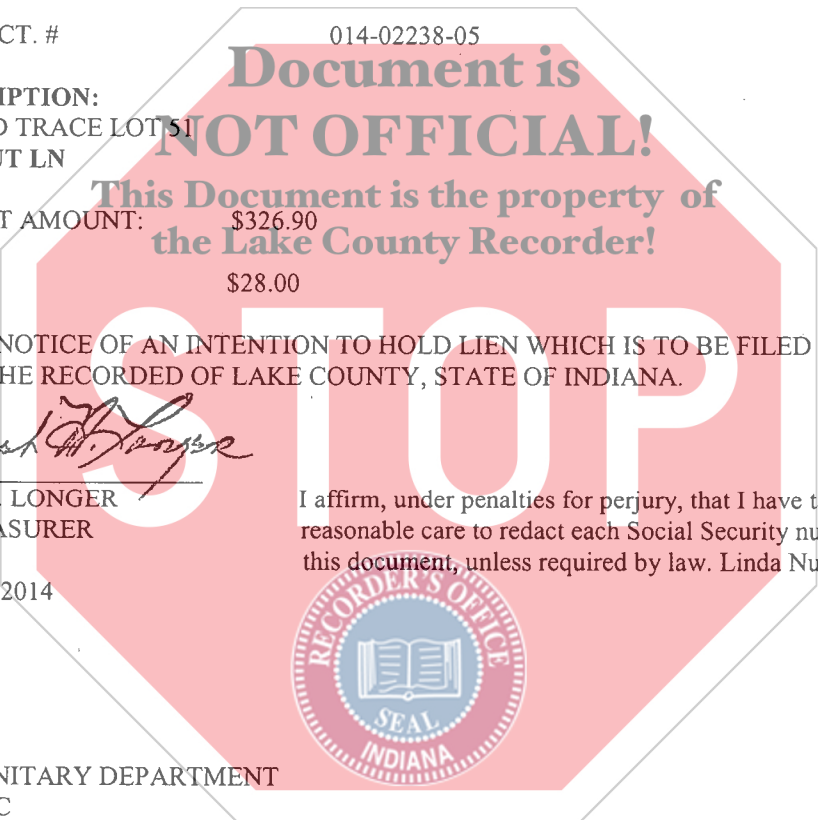 CT. # 014-02238-05
Document is
IPTION:
O TRACE LOT 51
NOT OFFICIAL!
UT LN
This Document is the property of
T AMOUNT: $326.90
the Lake County Recorder!
$28.00
NOTICE OF AN INTENTION TO HOLD LIEN WHICH IS TO BE FILED
HE RECORDED OF LAKE COUNTY, STATE OF INDIANA.
STOP
LONGER
ASURER
I affirm, under penalties for perjury, that I have t
reasonable care to redact each Social Security nu
this document, unless required by law. Linda Nu
2014
RECORDER'S OFFICE
SEAL
INDIANA
NITARY DEPARTMENT
C